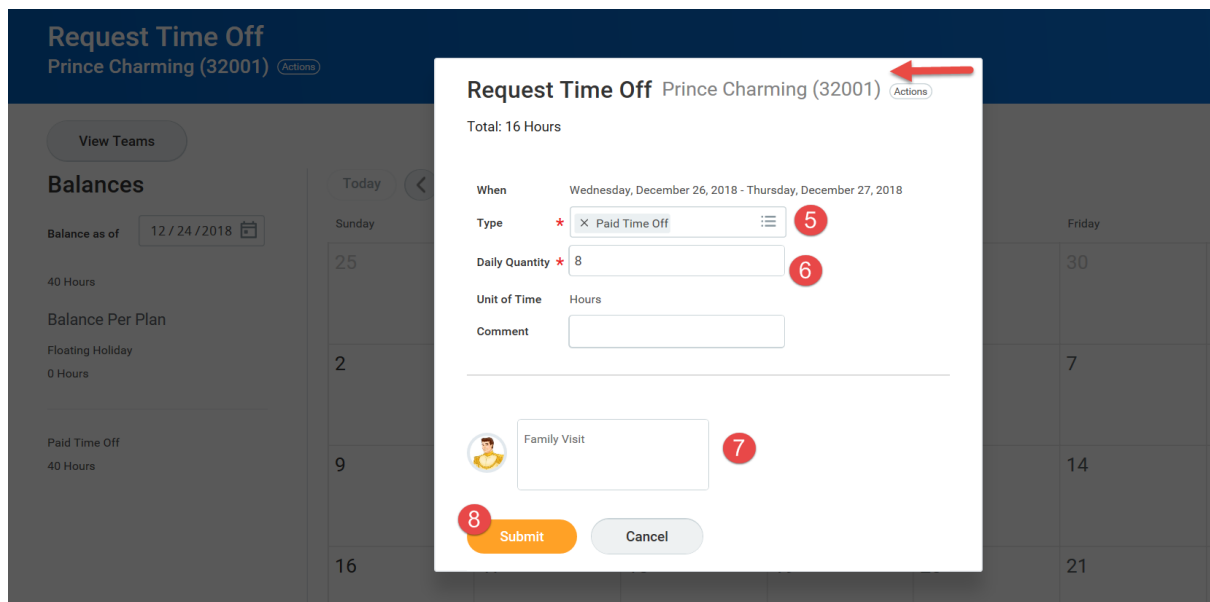 Request Time Off
Prince Charming (32001) Actions
View Teams
Balances
Balance as of 12 / 24 / 2018
40 Hours
Balance Per Plan
Floating Holiday
0 Hours
Paid Time Off
40 Hours
Today
Sunday
Friday
25
30
2
7
9
14
16
21
Request Time Off Prince Charming (32001) Actions
Total: 16 Hours
When Wednesday, December 26, 2018 - Thursday, December 27, 2018
Type * × Paid Time Off 5
Daily Quantity * 8 6
Unit of Time Hours
Comment
Family Visit 7
8
Submit Cancel